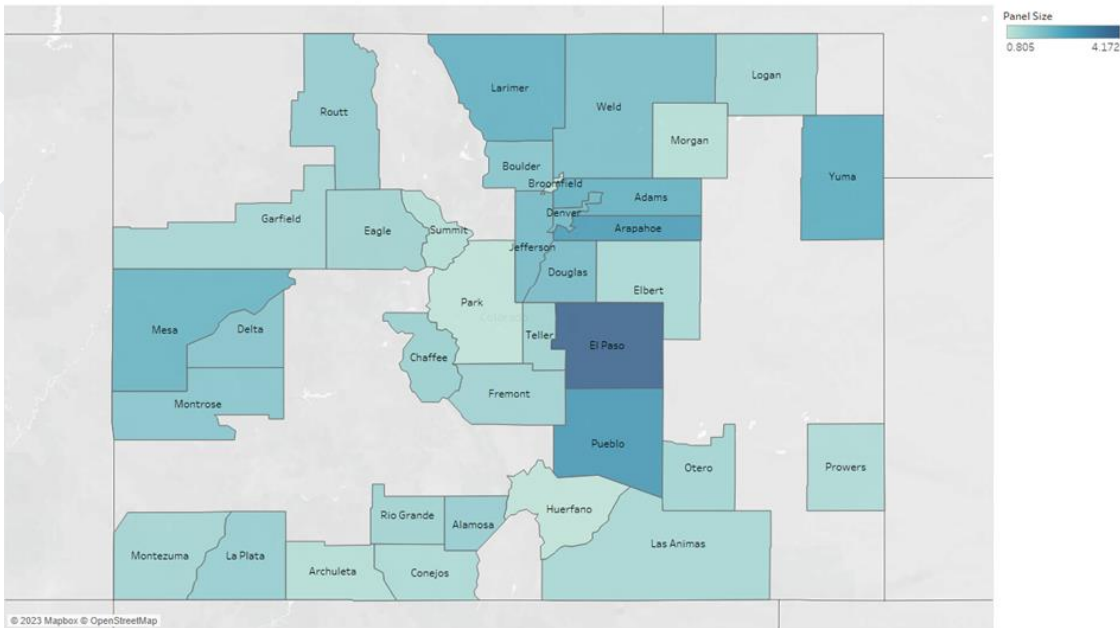 Panel Size
0.805 4.172
Logan
Larimer
Weld
Routt
Morgan
Boulder
Yuma
Broomfield
Adams
Denver
Garfield
Eagle
Summit
Arapahoe
Jefferson
Douglas
Elbert
Park
Mesa
Delta
Teller
El Paso
Chaffee
Fremont
Montrose
Pueblo
Otero
Prowers
Huerfano
Rio Grande
Alamosa
Las Animas
Montezuma
La Plata
Archuleta
Conejos
© 2023 Mapbox © OpenStreetMap